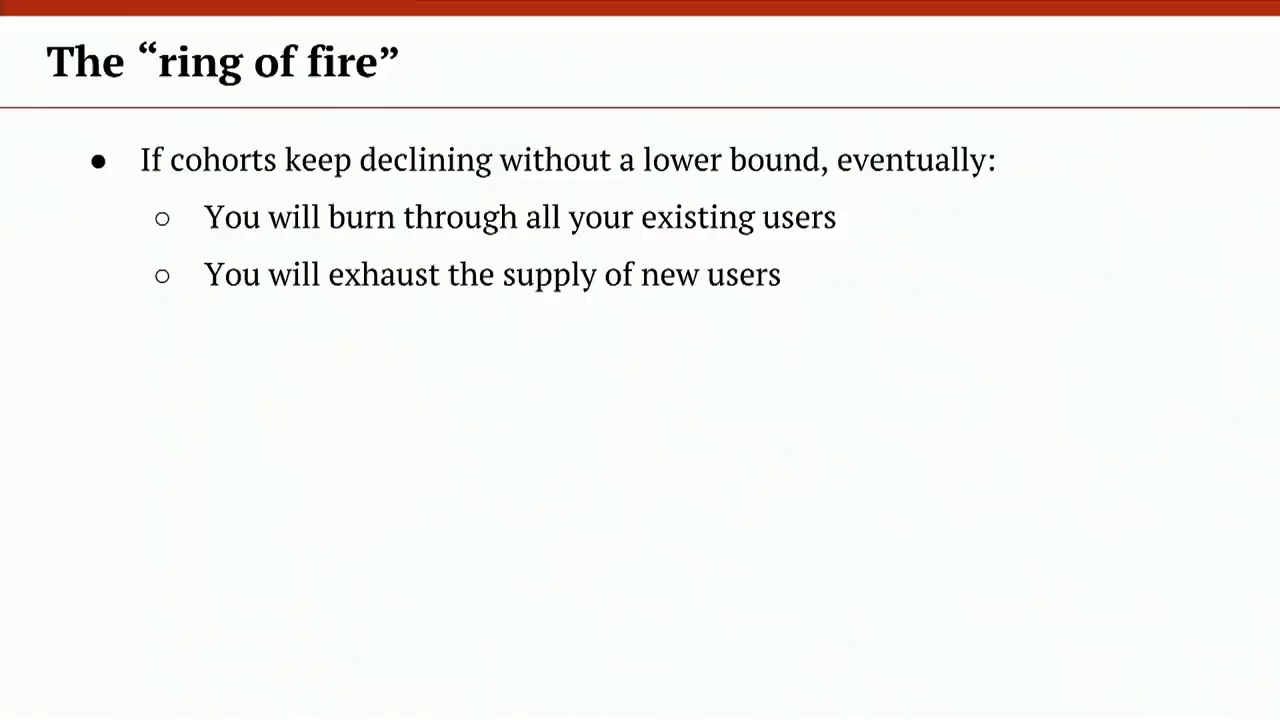 The “ring of fire”
● If cohorts keep declining without a lower bound, eventually:
○ You will burn through all your existing users
○ You will exhaust the supply of new users